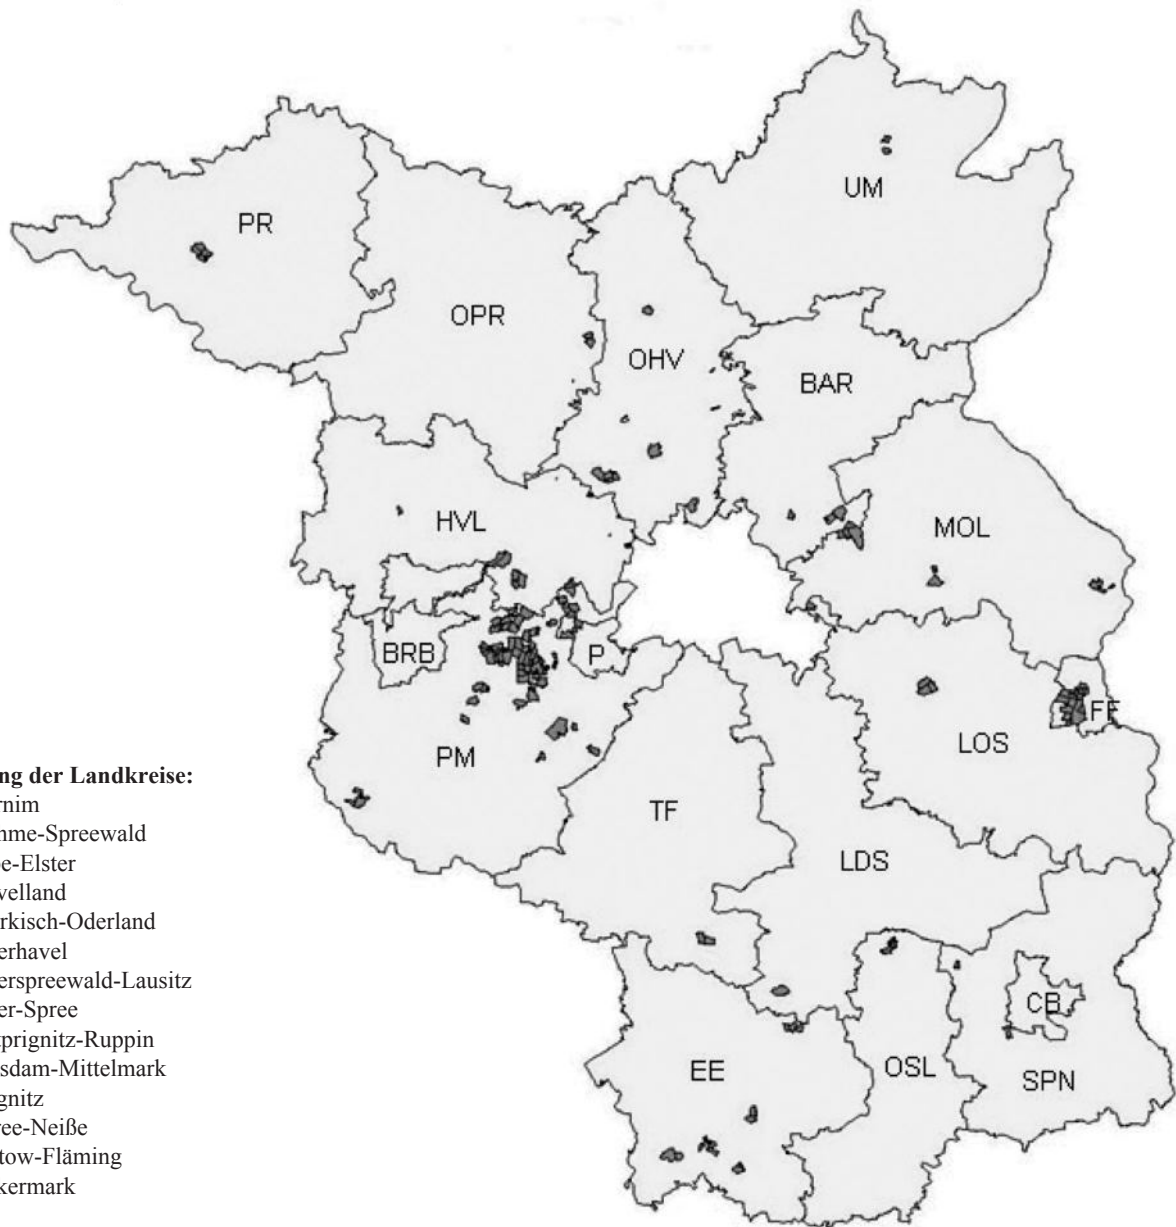 UM
PR
OPR
OHV
BAR
HVL
MOL
BRB
P
FF
LOS
PM
ng der Landkreise:
TF
rnim
hme-Spreewald
LDS
e-Elster
velland
rkisch-Oderland
erhavel
erspreewald-Lausitz
er-Spree
CB
prignitz-Ruppin
sdam-Mittelmark
EE
OSL
SPN
gnitz
ree-Neiße
tow-Fläming
kermark